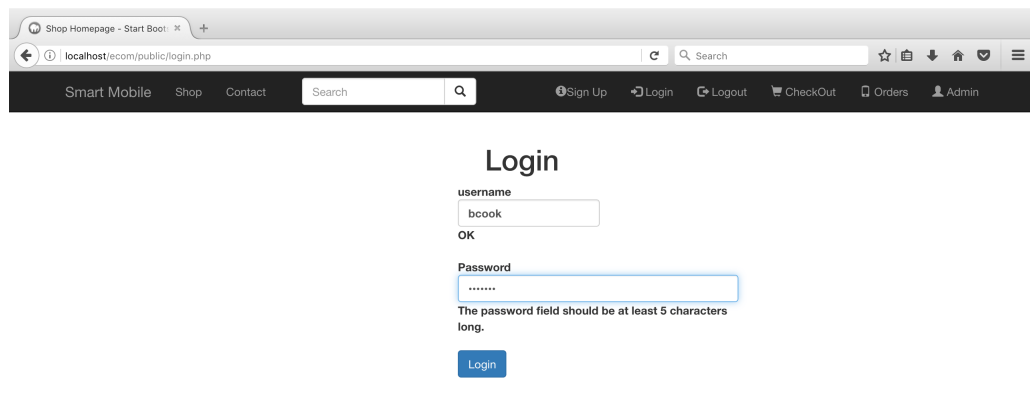 Shop Homepage - Start Boots
localhost/ecom/public/login.php
Search
Smart Mobile Shop Contact Search Sign Up Login Logout CheckOut Orders Admin
Login
username
bcook
OK
Password
•••••••
The password field should be at least 5 characters
long.
Login